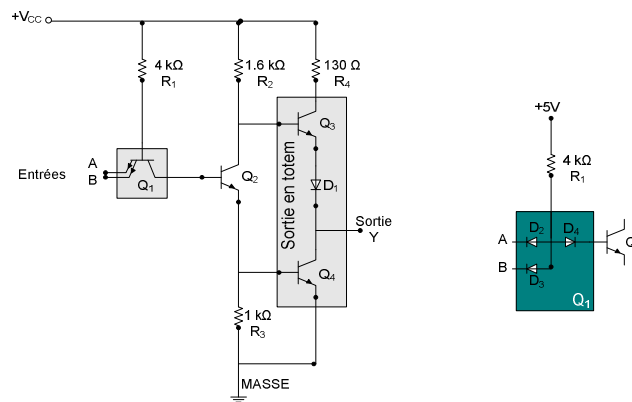 +VCC
4 kΩ
R1
1.6 kΩ
R2
130 Ω
R4
Sortie en totem
Q3
D1
Q4
A
B
Entrées
Q1
Q2
Sortie
Y
1 kΩ
R3
MASSE
+5V
4 kΩ
R1
A
B
D2
D4
D3
Q1
Q